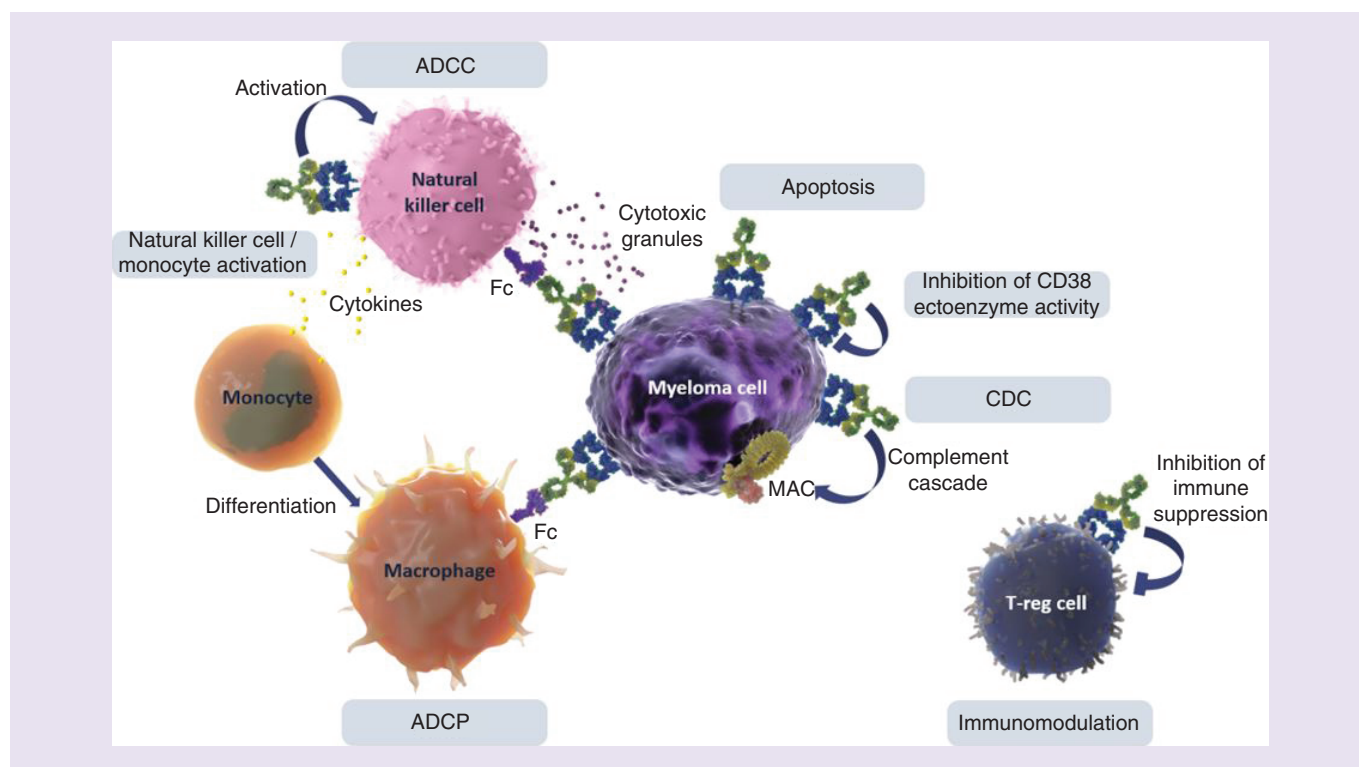 ADCC
Activation
Natural
killer cell
Cytotoxic
granules
Apoptosis
Natural killer cell /
monocyte activation
Fc
Cytokines
Inhibition of CD38
ectoenzyme activity
Monocyte
Myeloma cell
CDC
Complement
cascade
MAC
Differentiation
Fc
Macrophage
Inhibition of
immune
suppression
T-reg cell
ADCP
Immunomodulation